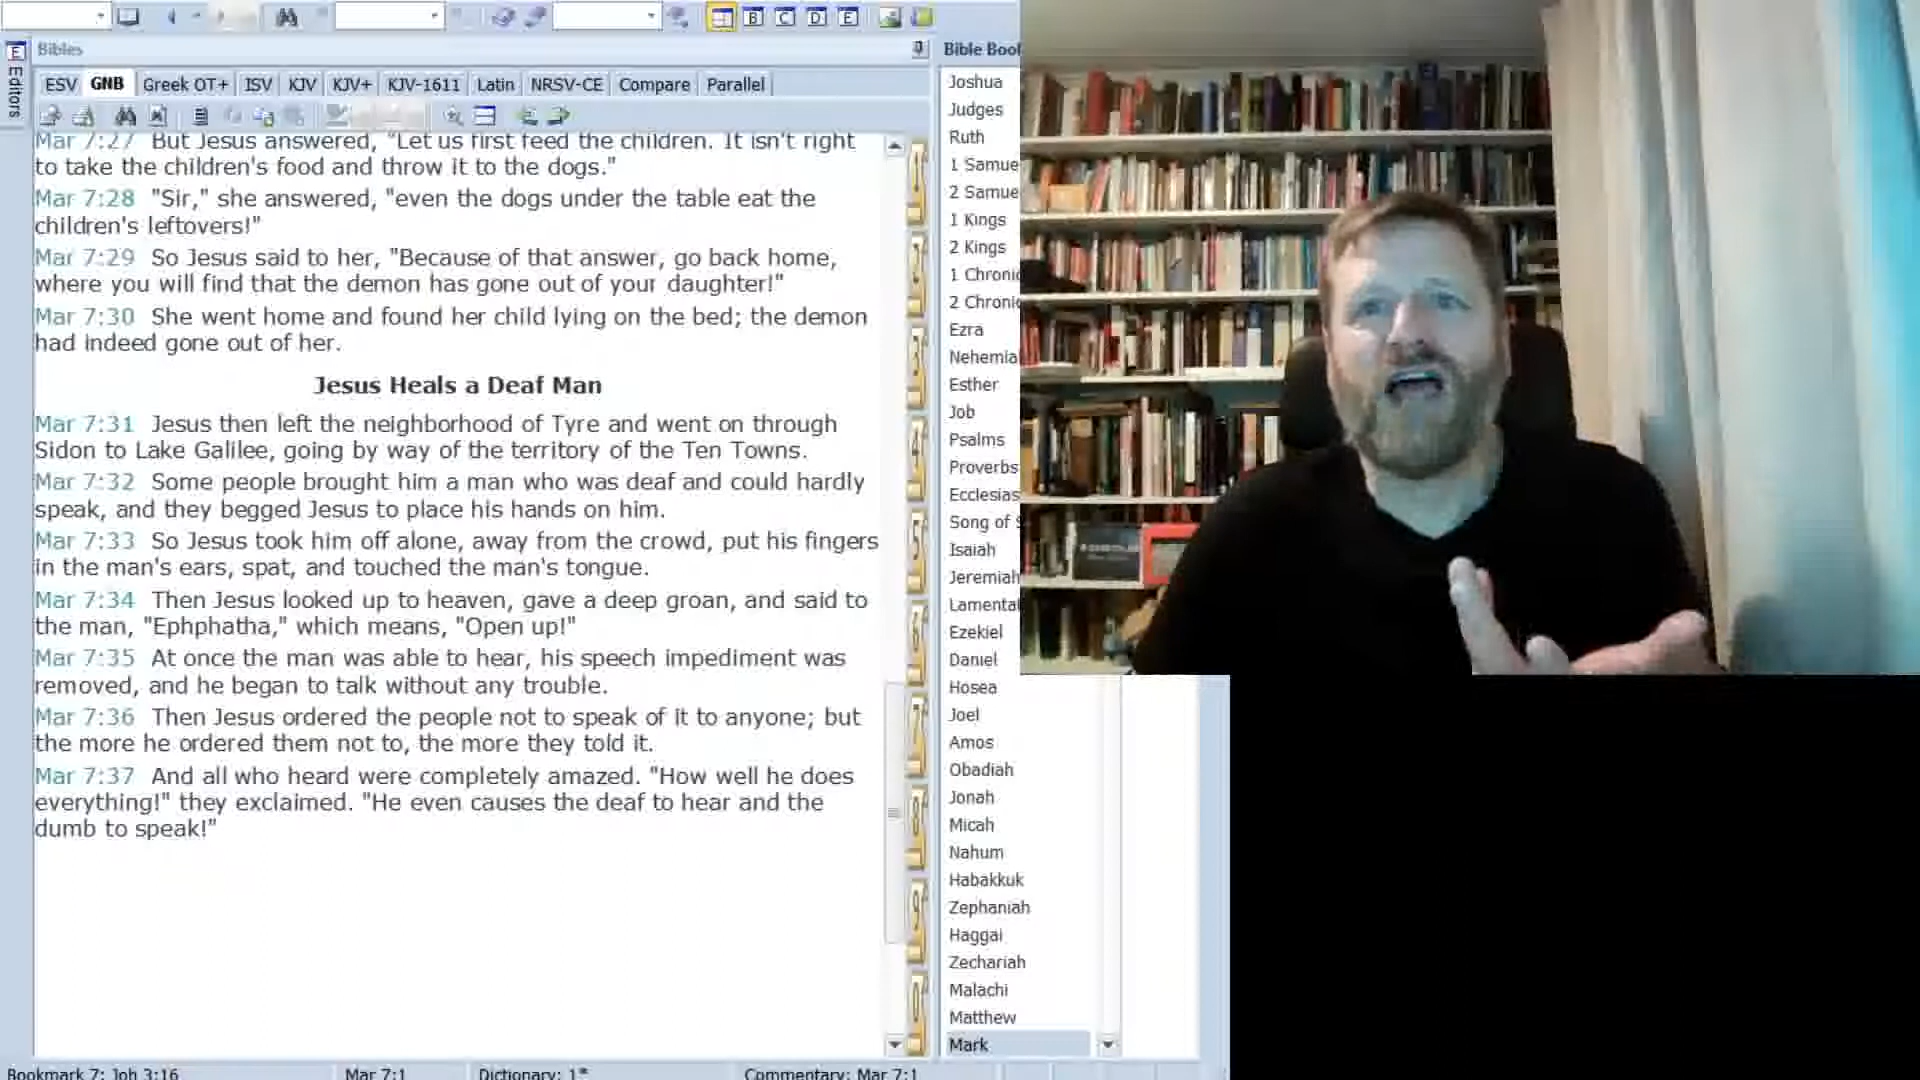 B C D E
E Editors
Bibles
ESV GNB Greek OT+ ISV KJV KJV+ KJV-1611 Latin NRSV-CE Compare Parallel
Mar 7:27 But Jesus answered, "Let us first feed the children. It isn't right
to take the children's food and throw it to the dogs."
Mar 7:28 "Sir," she answered, "even the dogs under the table eat the
children's leftovers!"
Mar 7:29 So Jesus said to her, "Because of that answer, go back home,
where you will find that the demon has gone out of your daughter!"
Mar 7:30 She went home and found her child lying on the bed; the demon
had indeed gone out of her.
Jesus Heals a Deaf Man
Mar 7:31 Jesus then left the neighborhood of Tyre and went on through
Sidon to Lake Galilee, going by way of the territory of the Ten Towns.
Mar 7:32 Some people brought him a man who was deaf and could hardly
speak, and they begged Jesus to place his hands on him.
Mar 7:33 So Jesus took him off alone, away from the crowd, put his fingers
in the man's ears, spat, and touched the man's tongue.
Mar 7:34 Then Jesus looked up to heaven, gave a deep groan, and said to
the man, "Ephphatha," which means, "Open up!"
Mar 7:35 At once the man was able to hear, his speech impediment was
removed, and he began to talk without any trouble.
Mar 7:36 Then Jesus ordered the people not to speak of it to anyone; but
the more he ordered them not to, the more they told it.
Mar 7:37 And all who heard were completely amazed. "How well he does
everything!" they exclaimed. "He even causes the deaf to hear and the
dumb to speak!"
Bible Bool
Joshua
Judges
Ruth
1 Samue
2 Samue
1 Kings
2 Kings
1 Chronic
2 Chronic
Ezra
Nehemia
Esther
Job
Psalms
Proverbs
Ecclesias
Song of S
Isaiah
Jeremiah
Lamentat
Ezekiel
Daniel
Hosea
Joel
Amos
Obadiah
Jonah
Micah
Nahum
Habakkuk
Zephaniah
Haggai
Zechariah
Malachi
Matthew
Mark
Bookmark 7: Joh 3:16 Mar 7:1 Dictionary: 1* Commentary: Mar 7:1